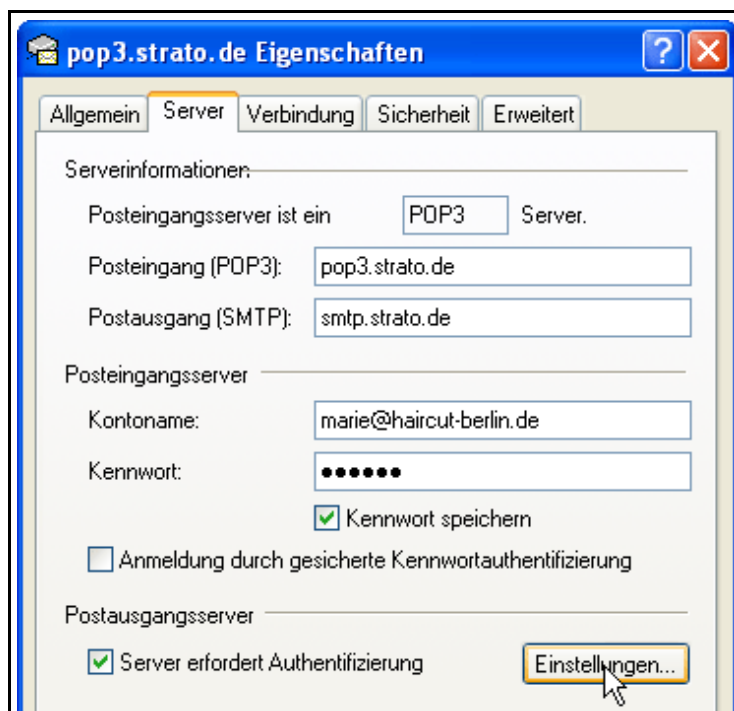 pop3.strato.de Eigenschaften
Allgemein Server Verbindung Sicherheit Erweitert
Serverinformationen
Posteingangsserver ist ein POP3 Server.
Posteingang (POP3): pop3.strato.de
Postausgang (SMTP): smtp.strato.de
Posteingangsserver
Kontoname: marie@haircut-berlin.de
Kennwort: ●●●●●●
Kennwort speichern
Anmeldung durch gesicherte Kennwortauthentifizierung
Postausgangsserver
Server erfordert Authentifizierung Einstellungen...